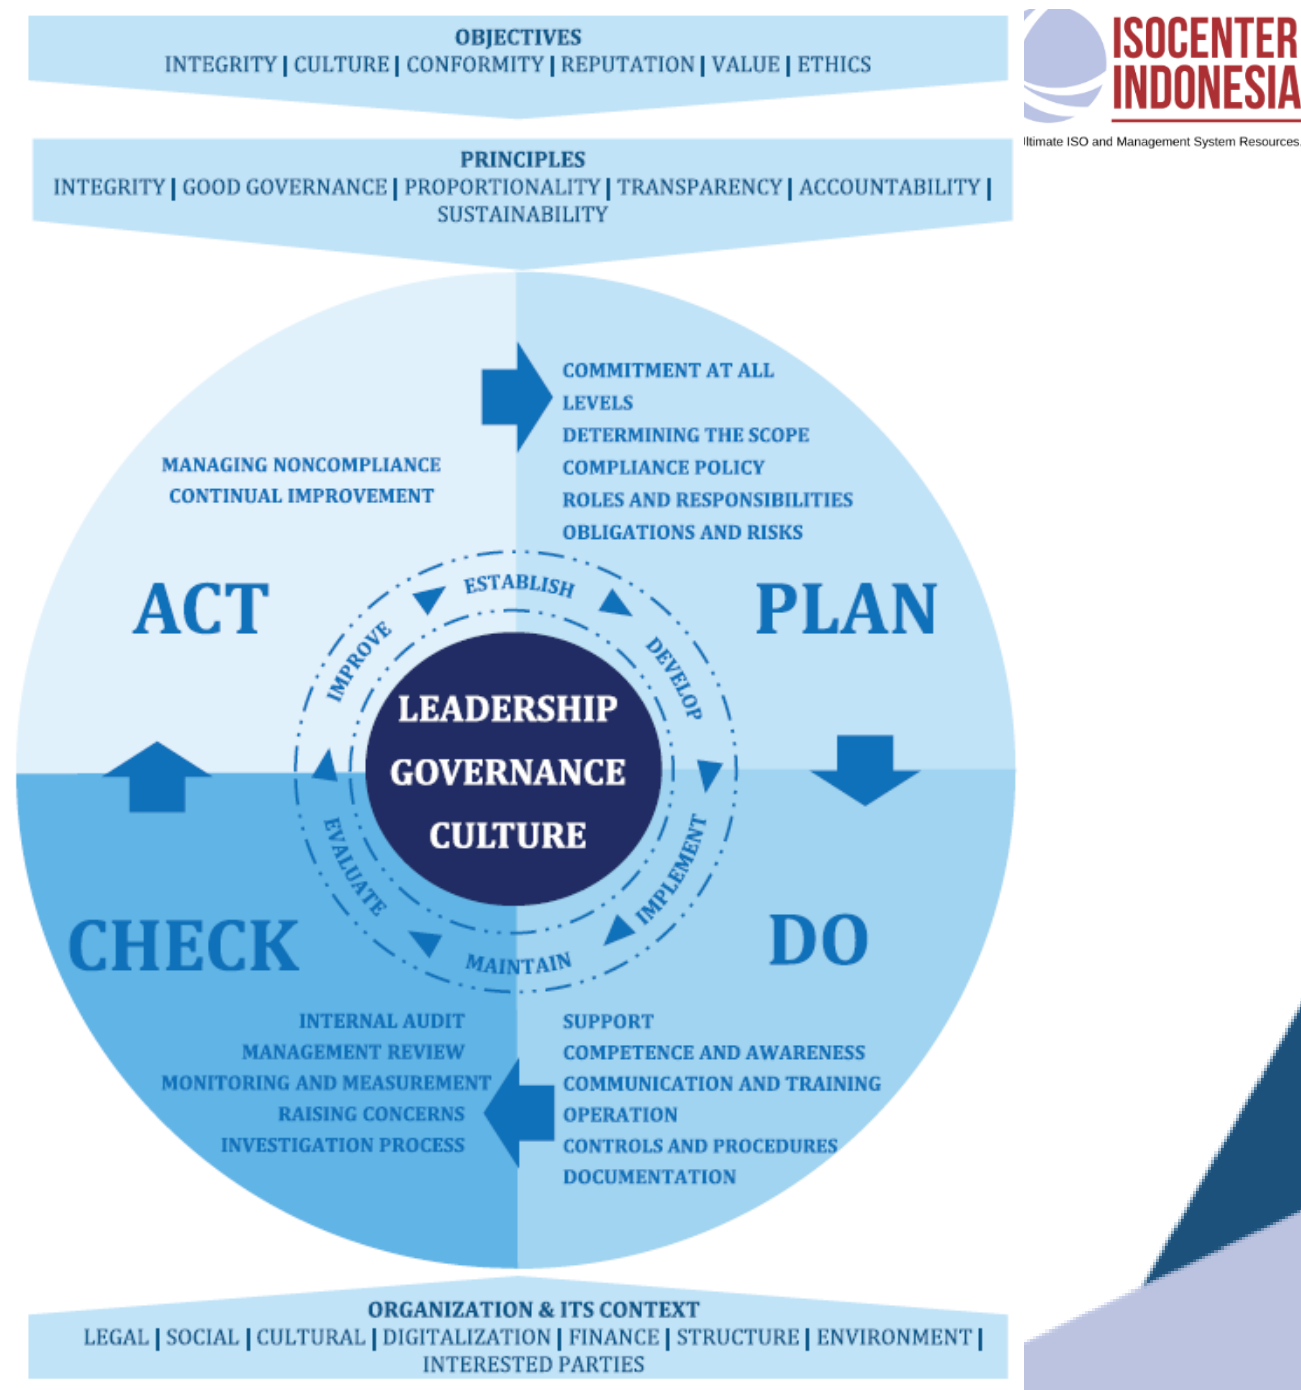 OBJECTIVES
INTEGRITY | CULTURE | CONFORMITY | REPUTATION | VALUE | ETHICS
ISOCENTER
INDONESIA
ltimate ISO and Management System Resources.
PRINCIPLES
INTEGRITY | GOOD GOVERNANCE | PROPORTIONALITY | TRANSPARENCY | ACCOUNTABILITY |
SUSTAINABILITY
COMMITMENT AT ALL
LEVELS
DETERMINING THE SCOPE
COMPLIANCE POLICY
ROLES AND RESPONSIBILITIES
OBLIGATIONS AND RISKS
PLAN
MANAGING NONCOMPLIANCE
CONTINUAL IMPROVEMENT
ACT
ESTABLISH
DEVELOP
IMPLEMENT
MAINTAIN
EVALUATE
IMPROVE
LEADERSHIP
GOVERNANCE
CULTURE
CHECK
INTERNAL AUDIT
MANAGEMENT REVIEW
MONITORING AND MEASUREMENT
RAISING CONCERNS
INVESTIGATION PROCESS
DO
SUPPORT
COMPETENCE AND AWARENESS
COMMUNICATION AND TRAINING
OPERATION
CONTROLS AND PROCEDURES
DOCUMENTATION
ORGANIZATION & ITS CONTEXT
LEGAL | SOCIAL | CULTURAL | DIGITALIZATION | FINANCE | STRUCTURE | ENVIRONMENT |
INTERESTED PARTIES